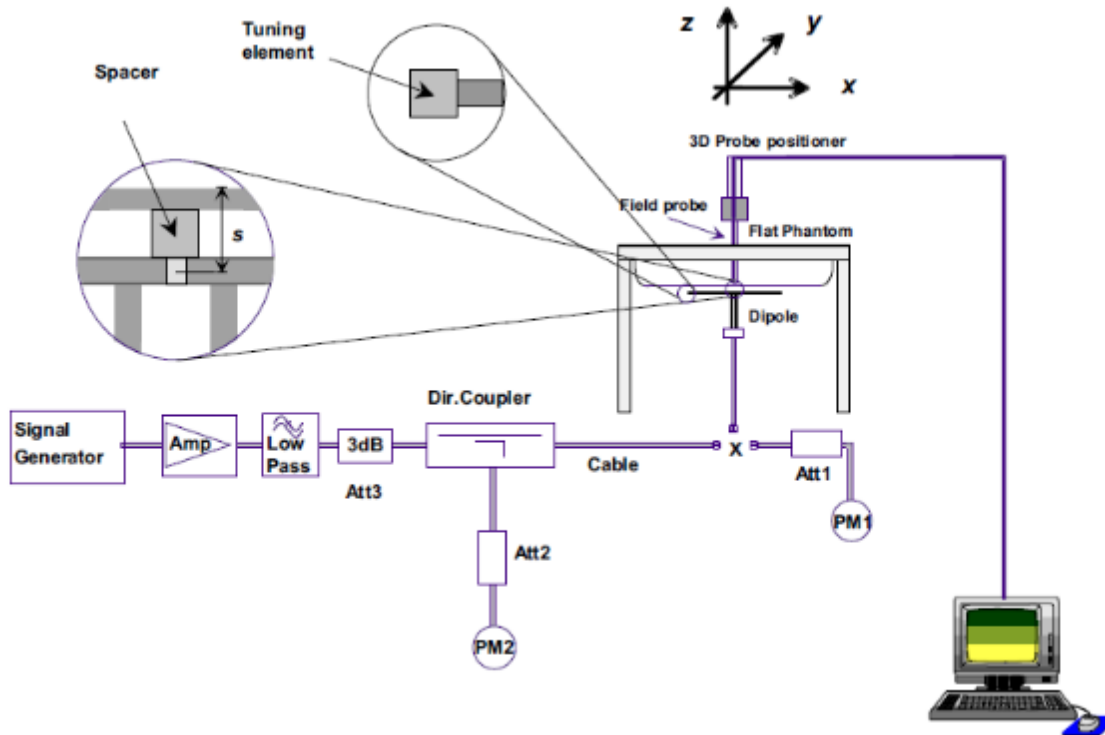 Tuning
element
Spacer
s
z
y
x
3D Probe positioner
Field probe
Flat Phantom
Dipole
Dir.Coupler
Signal
Generator
Amp
Low
Pass
3dB
Att3
Cable
X
Att1
PM1
Att2
PM2